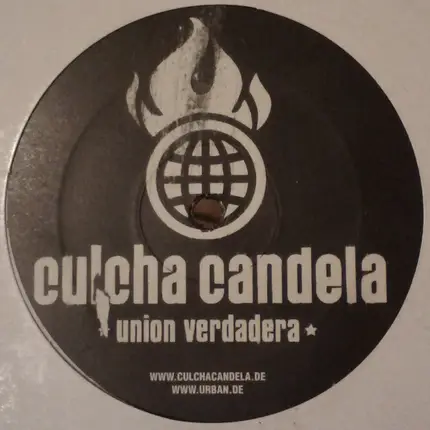 culcha candela
* union verdadera *
WWW.CULCHACANDELA.DE
WWW.URBAN.DE